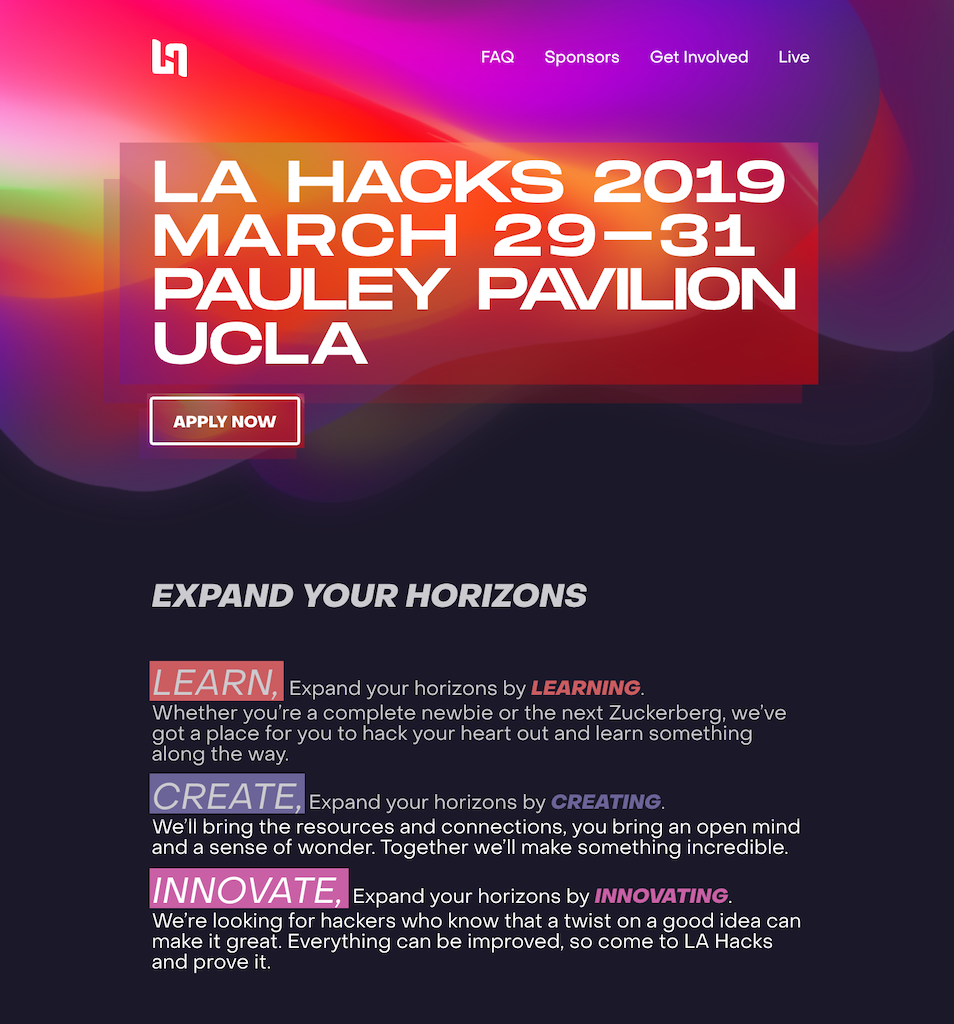 LA
FAQ Sponsors Get Involved Live
LA HACKS 2019
MARCH 29–31
PAULEY PAVILION
UCLA
APPLY NOW
EXPAND YOUR HORIZONS
LEARN, Expand your horizons by LEARNING.
Whether you’re a complete newbie or the next Zuckerberg, we’ve
got a place for you to hack your heart out and learn something
along the way.
CREATE, Expand your horizons by CREATING.
We’ll bring the resources and connections, you bring an open mind
and a sense of wonder. Together we’ll make something incredible.
INNOVATE, Expand your horizons by INNOVATING.
We’re looking for hackers who know that a twist on a good idea can
make it great. Everything can be improved, so come to LA Hacks
and prove it.